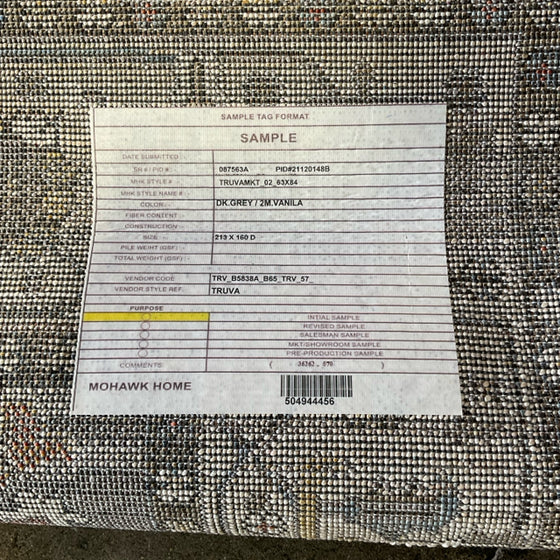 SAMPLE TAG FORMAT
SAMPLE
DATE SUBMITTED :-
SN # / PID # :- 087563A PID#21120148B
MHK STYLE # :- TRUVAMKT_02_63X84
MHK STYLE NAME # :-
COLOR :- DK.GREY / 2M.VANILA
FIBER CONTENT :-
CONSTRUCTION :-
SIZE :- 213 X 160 D
PILE WEIHT (GSF) :-
TOTAL WEIGHT (GSF) :-
VENDOR CODE TRV_B5838A_B65_TRV_57_
VENDOR STYLE REF. TRUVA
PURPOSE
INTIAL SAMPLE
REVISED SAMPLE
SALESMAN SAMPLE
MKT/SHOWROOM SAMPLE
PRE-PRODUCTION SAMPLE
COMMENTS ( )
MOHAWK HOME
504944456